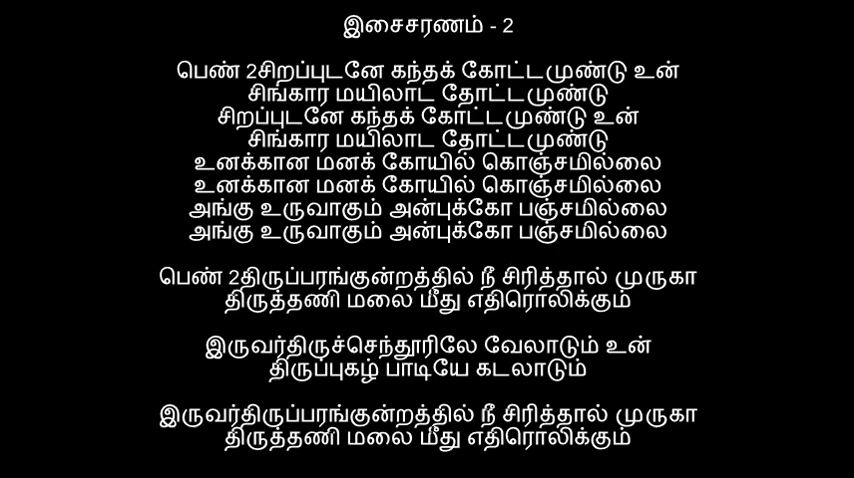 இசைசரணம் - 2
பெண் 2சிறப்புடனே கந்தக் கோட்டமுண்டு உன்
சிங்கார மயிலாட தோட்டமுண்டு
சிறப்புடனே கந்தக் கோட்டமுண்டு உன்
சிங்கார மயிலாட தோட்டமுண்டு
உனக்கான மனக் கோயில் கொஞ்சமில்லை
உனக்கான மனக் கோயில் கொஞ்சமில்லை
அங்கு உருவாகும் அன்புக்கோ பஞ்சமில்லை
அங்கு உருவாகும் அன்புக்கோ பஞ்சமில்லை
பெண் 2திருப்பரங்குன்றத்தில் நீ சிரித்தால் முருகா
திருத்தணி மலை மீது எதிரொலிக்கும்
இருவர்திருச்செந்தூரிலே வேலாடும் உன்
திருப்புகழ் பாடியே கடலாடும்
இருவர்திருப்பரங்குன்றத்தில் நீ சிரித்தால் முருகா
திருத்தணி மலை மீது எதிரொலிக்கும்